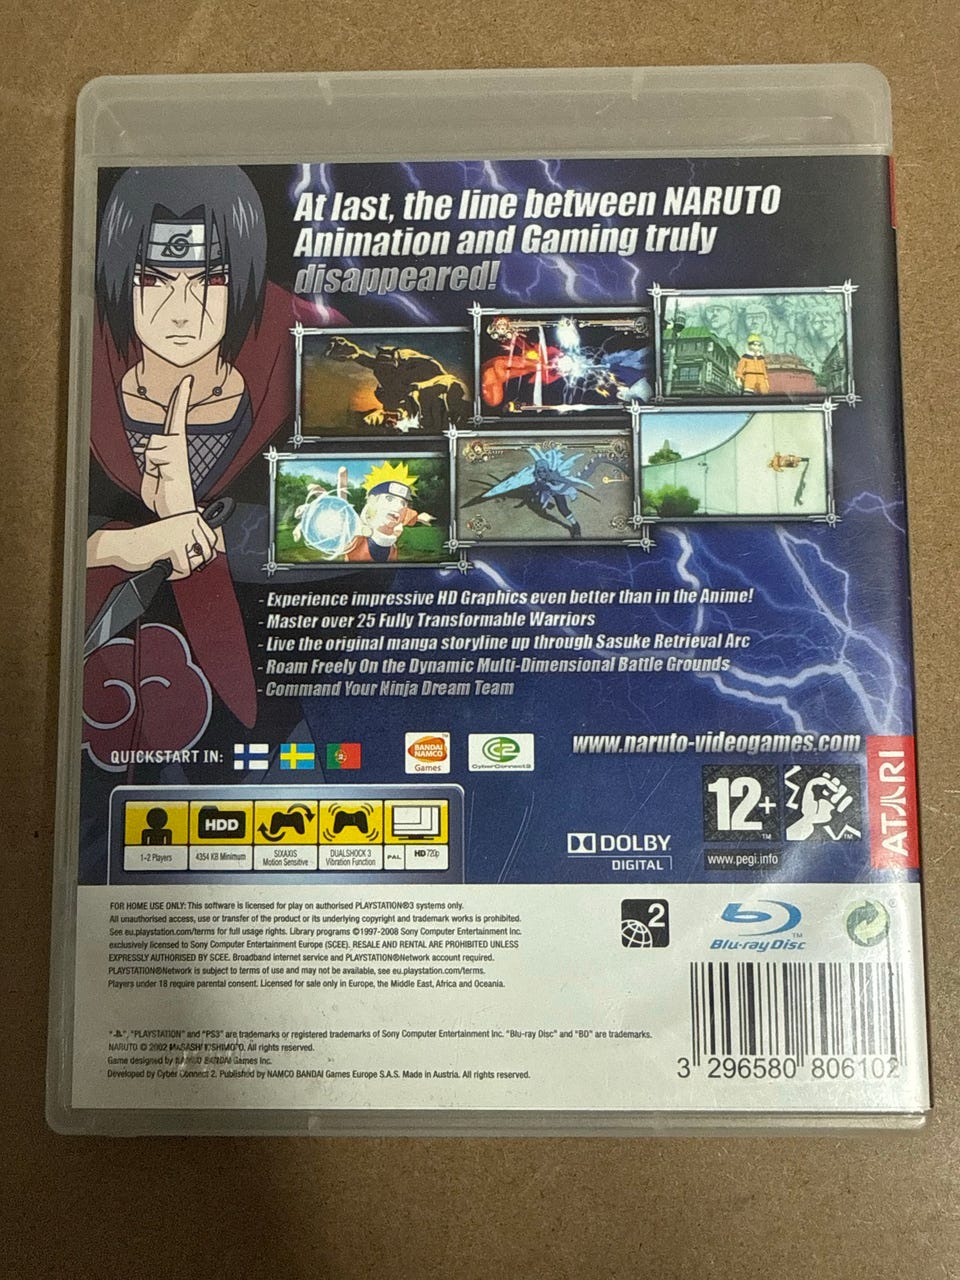 At last, the line between NARUTO
Animation and Gaming truly
disappeared!
- Experience impressive HD Graphics even better than in the Anime!
- Master over 25 Fully Transformable Warriors
- Live the original manga storyline up through Sasuke Retrieval Arc
- Roam Freely On the Dynamic Multi-Dimensional Battle Grounds
- Command Your Ninja Dream Team
QUICKSTART IN:
BANDAI
NAMCO
Games
TM
C2
CyberConnect2
www.naruto-videogames.com
ATARI
HDD
1-2 Players
4354 KB Minimum
SIXAXIS
Motion Sensitive
DUALSHOCK 3
Vibration Function
PAL
HD 720p
DOLBY
DIGITAL
12+
TM
TM
www.pegi.info
FOR HOME USE ONLY: This software is licensed for play on authorised PLAYSTATION®3 systems only.
All unauthorised access, use or transfer of the product or its underlying copyright and trademark works is prohibited.
See eu.playstation.com/terms for full usage rights. Library programs ©1997-2008 Sony Computer Entertainment Inc.
exclusively licensed to Sony Computer Entertainment Europe (SCEE). RESALE AND RENTAL ARE PROHIBITED UNLESS
EXPRESSLY AUTHORISED BY SCEE. Broadband internet service and PLAYSTATION®Network account required.
PLAYSTATION®Network is subject to terms of use and may not be available, see eu.playstation.com/terms.
Players under 18 require parental consent. Licensed for sale only in Europe, the Middle East, Africa and Oceania.
2
Blu-ray Disc
TM
®
" ", "PLAYSTATION" and "PS3" are trademarks or registered trademarks of Sony Computer Entertainment Inc. "Blu-ray Disc" and "BD" are trademarks.
NARUTO © 2002 MASASHI KISHIMOTO. All rights reserved.
Game designed by NAMCO BANDAI Games Inc.
Developed by Cyber Connect 2. Published by NAMCO BANDAI Games Europe S.A.S. Made in Austria. All rights reserved.
3 296580 806102